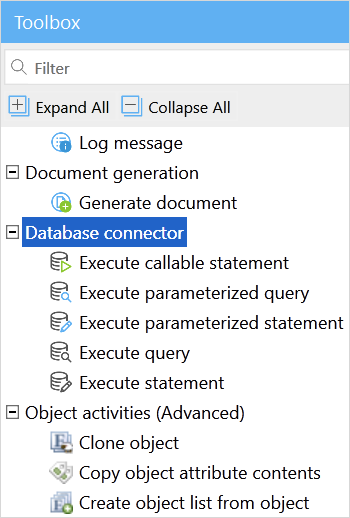 Toolbox
Filter
Expand All Collapse All
Log message
Document generation
Generate document
Database connector
Execute callable statement
Execute parameterized query
Execute parameterized statement
Execute query
Execute statement
Object activities (Advanced)
Clone object
Copy object attribute contents
Create object list from object